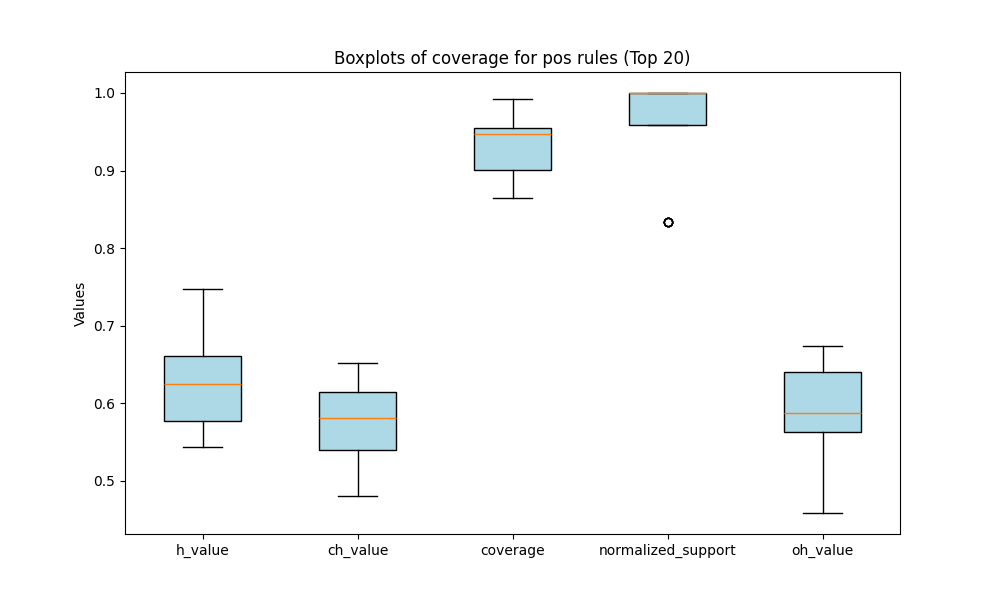 Boxplots of coverage for pos rules (Top 20)
1.0
0.9
0.8
0.7
0.6
0.5
Values
h_value
ch_value
coverage
normalized_support
oh_value